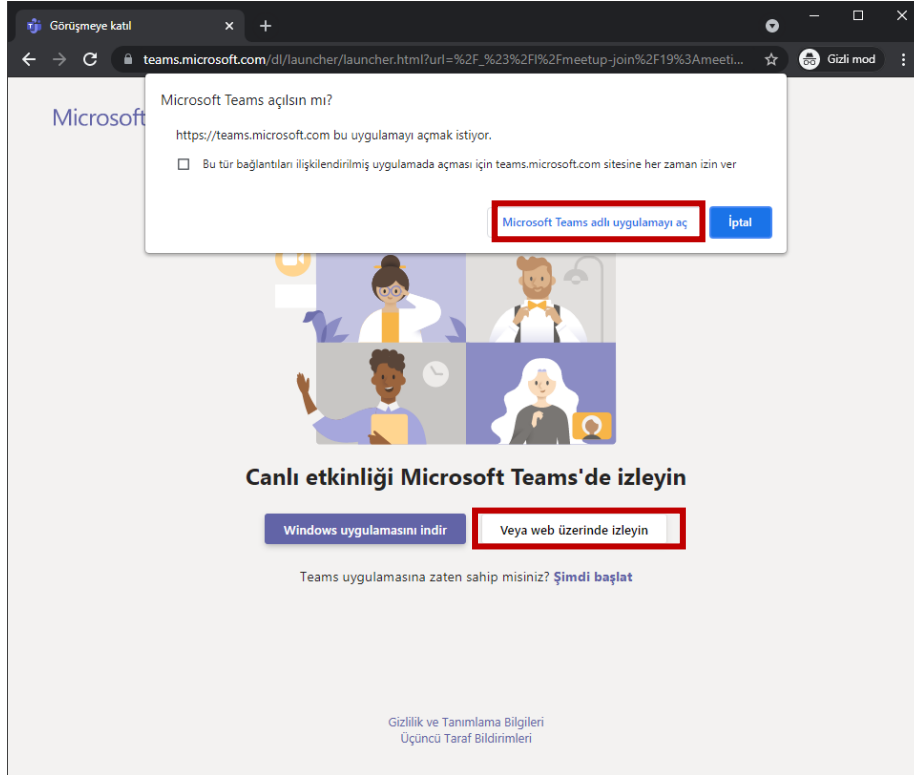 Görüşmeye katıl
teams.microsoft.com/dl/launcher/launcher.html?url=%2F_%23%2Fl%2Fmeetup-join%2F19%3Ameeti...
Gizli mod
Microsoft
Microsoft Teams açılsın mı?
https://teams.microsoft.com bu uygulamayı açmak istiyor.
Bu tür bağlantıları ilişkilendirilmiş uygulamada açması için teams.microsoft.com sitesine her zaman izin ver
Microsoft Teams adlı uygulamayı aç
İptal
Canlı etkinliği Microsoft Teams'de izleyin
Windows uygulamasını indir
Veya web üzerinde izleyin
Teams uygulamasına zaten sahip misiniz? Şimdi başlat
Gizlilik ve Tanımlama Bilgileri
Üçüncü Taraf Bildirimleri